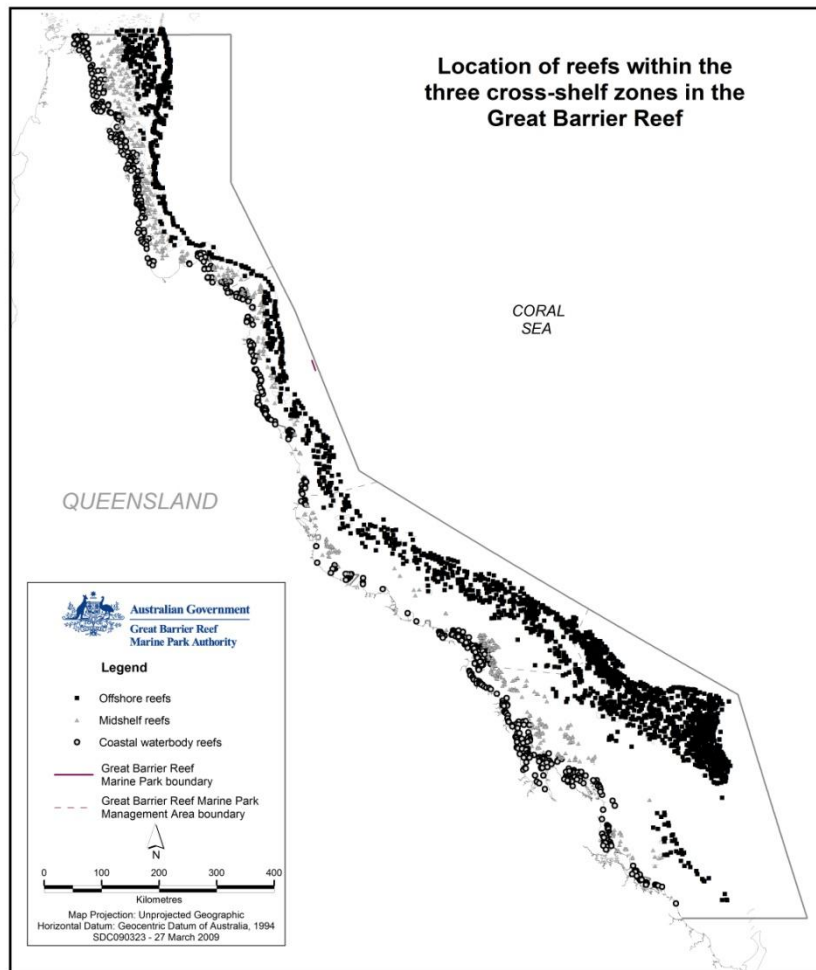 Location of reefs within the
three cross-shelf zones in the
Great Barrier Reef
CORAL
SEA
QUEENSLAND
Australian Government
Great Barrier Reef
Marine Park Authority
Legend
Offshore reefs
Midshelf reefs
Coastal waterbody reefs
Great Barrier Reef
Marine Park boundary
Great Barrier Reef Marine Park
Management Area boundary
N
0 100 200 300 400
Kilometres
Map Projection: Unprojected Geographic
Horizontal Datum: Geocentric Datum of Australia, 1994
SDC090323 - 27 March 2009